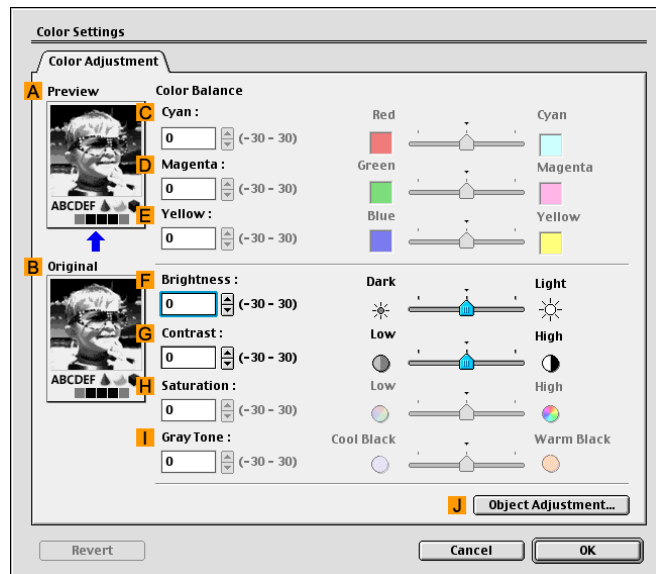 Color Settings
Color Adjustment
A Preview
Color Balance
C Cyan :
Red
Cyan
0 (-30 - 30)
D Magenta :
Green
Magenta
0 (-30 - 30)
ABCDEF
E Yellow :
Blue
Yellow
0 (-30 - 30)
B Original
F Brightness :
Dark
Light
0 (-30 - 30)
G Contrast :
Low
High
0 (-30 - 30)
ABCDEF
H Saturation :
Low
High
0 (-30 - 30)
I Gray Tone :
Cool Black
Warm Black
0 (-30 - 30)
J Object Adjustment...
Revert
Cancel
OK